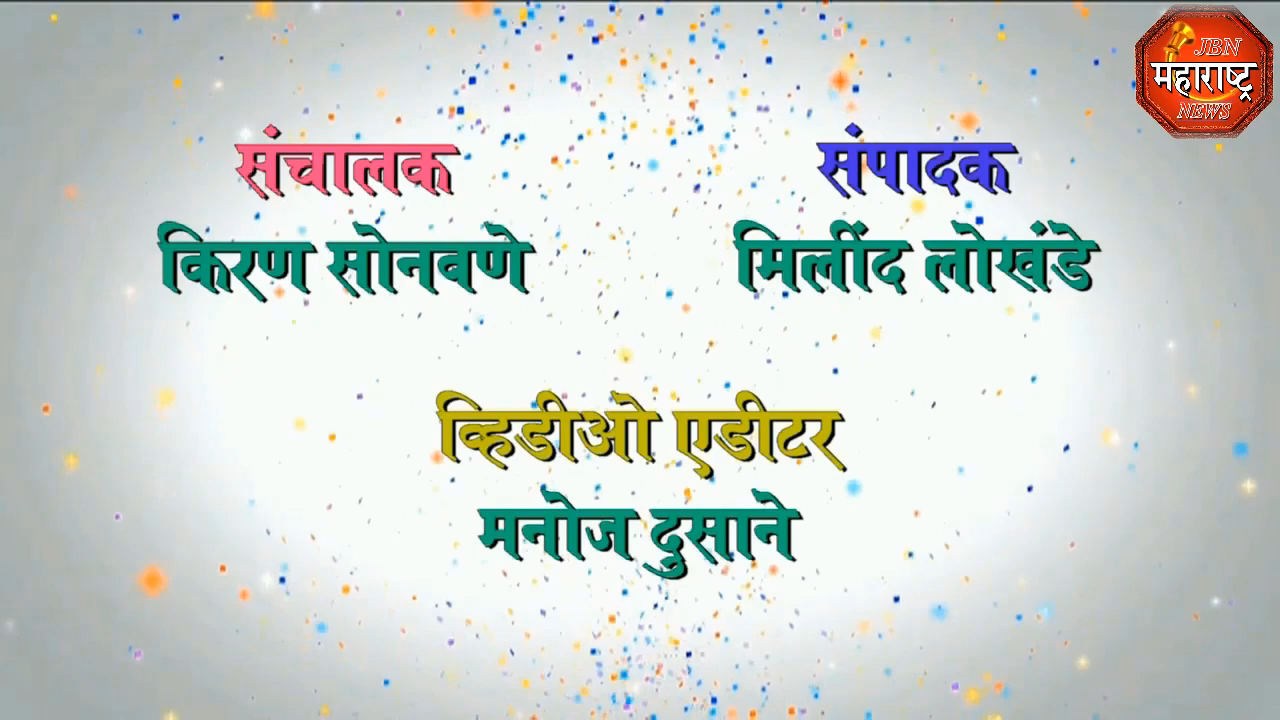 JBN
महाराष्ट्र
NEWS
संचालक
किरण सोनवणे
संपादक
मिलींद लोखंडे
व्हिडीओ एडीटर
मनोज दुसाने